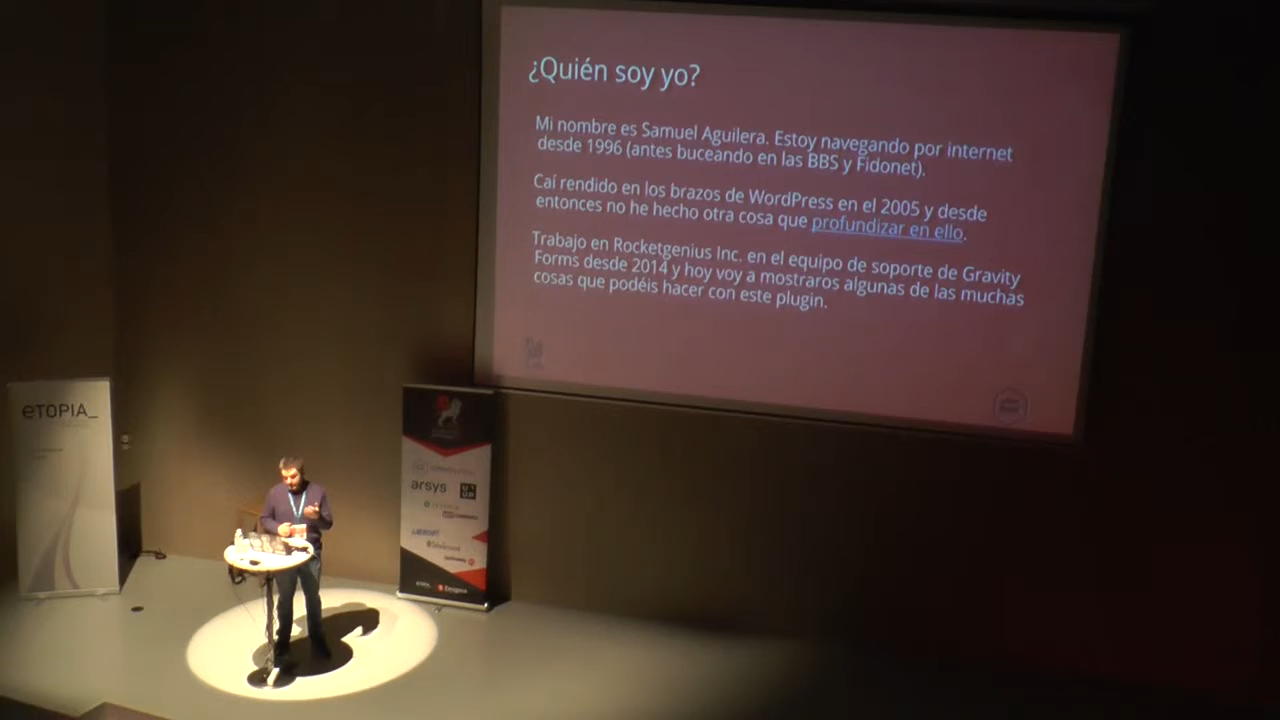 ¿Quién soy yo?
Mi nombre es Samuel Aguilera. Estoy navegando por internet
desde 1996 (antes buceando en las BBS y Fidonet).
Caí rendido en los brazos de WordPress en el 2005 y desde
entonces no he hecho otra cosa que profundizar en ello.
Trabajo en Rocketgenius Inc. en el equipo de soporte de Gravity
Forms desde 2014 y hoy voy a mostraros algunas de las muchas
cosas que podéis hacer con este plugin.
eTOPIA_
arsys